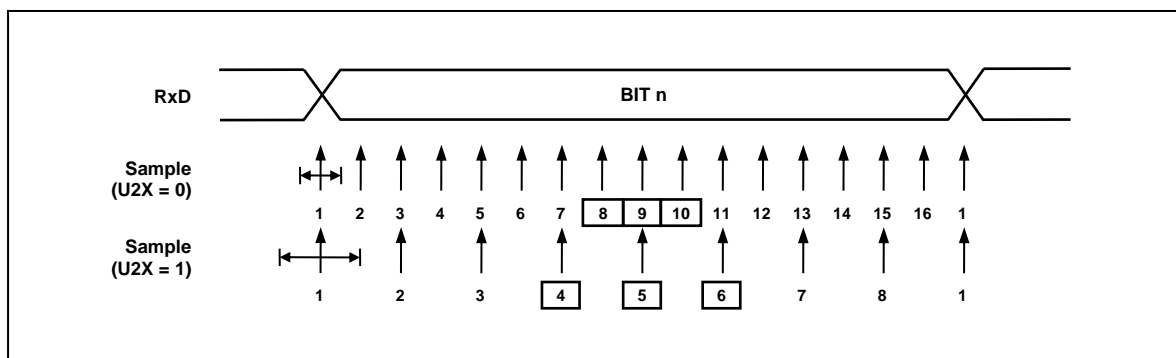 RxD
BIT n
Sample
(U2X = 0)
1 2 3 4 5 6 7 8 9 10 11 12 13 14 15 16 1
Sample
(U2X = 1)
1 2 3 4 5 6 7 8 1